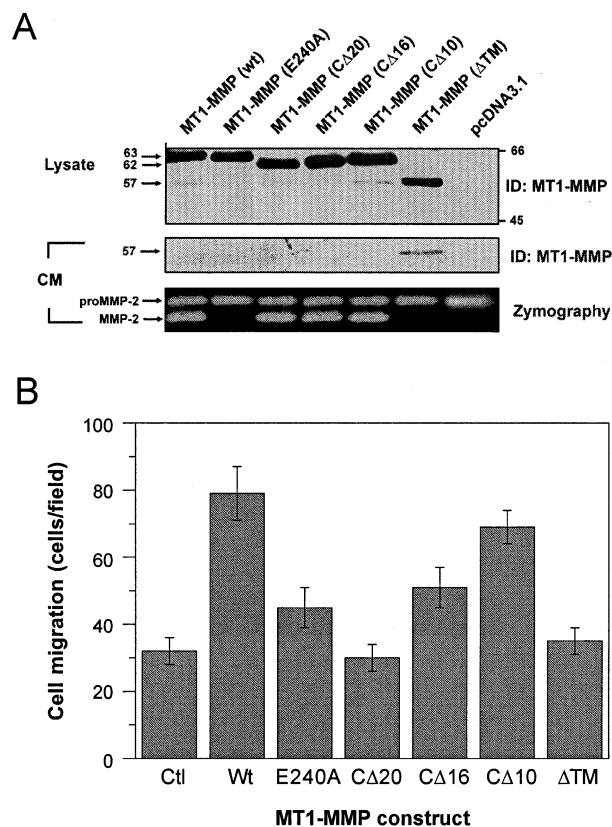 A
MT1-MMP (wt)
MT1-MMP (E240A)
MT1-MMP (CΔ20)
MT1-MMP (CΔ16)
MT1-MMP (CΔ10)
MT1-MMP (ΔTM)
pcDNA3.1
Lysate
63
62
57
66
45
ID: MT1-MMP
CM
57
ID: MT1-MMP
proMMP-2
MMP-2
Zymography
B
Cell migration (cells/field)
100
80
60
40
20
0
Ctl Wt E240A CΔ20 CΔ16 CΔ10 ΔTM
MT1-MMP construct